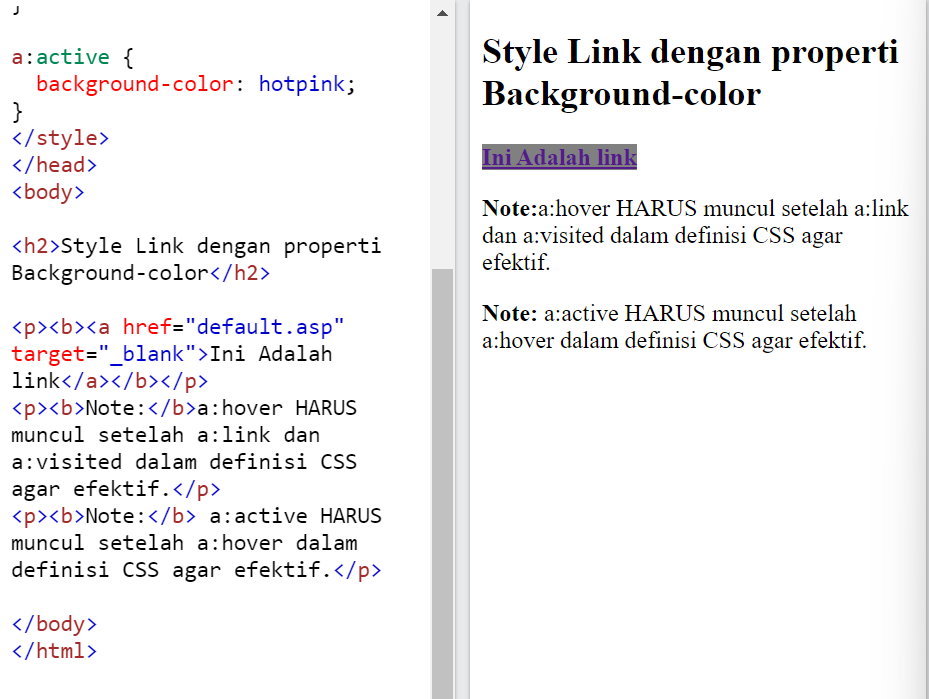 }
a:active {
background-color: hotpink;
}
</style>
</head>
<body>
<h2>Style Link dengan properti
Background-color</h2>
<p><b><a href="default.asp"
target="_blank">Ini Adalah
link</a></b></p>
<p><b>Note:</b>a:hover HARUS
muncul setelah a:link dan
a:visited dalam definisi CSS
agar efektif.</p>
<p><b>Note:</b> a:active HARUS
muncul setelah a:hover dalam
definisi CSS agar efektif.</p>
</body>
</html>
Style Link dengan properti
Background-color
Ini Adalah link
Note:a:hover HARUS muncul setelah a:link
dan a:visited dalam definisi CSS agar
efektif.
Note: a:active HARUS muncul setelah
a:hover dalam definisi CSS agar efektif.